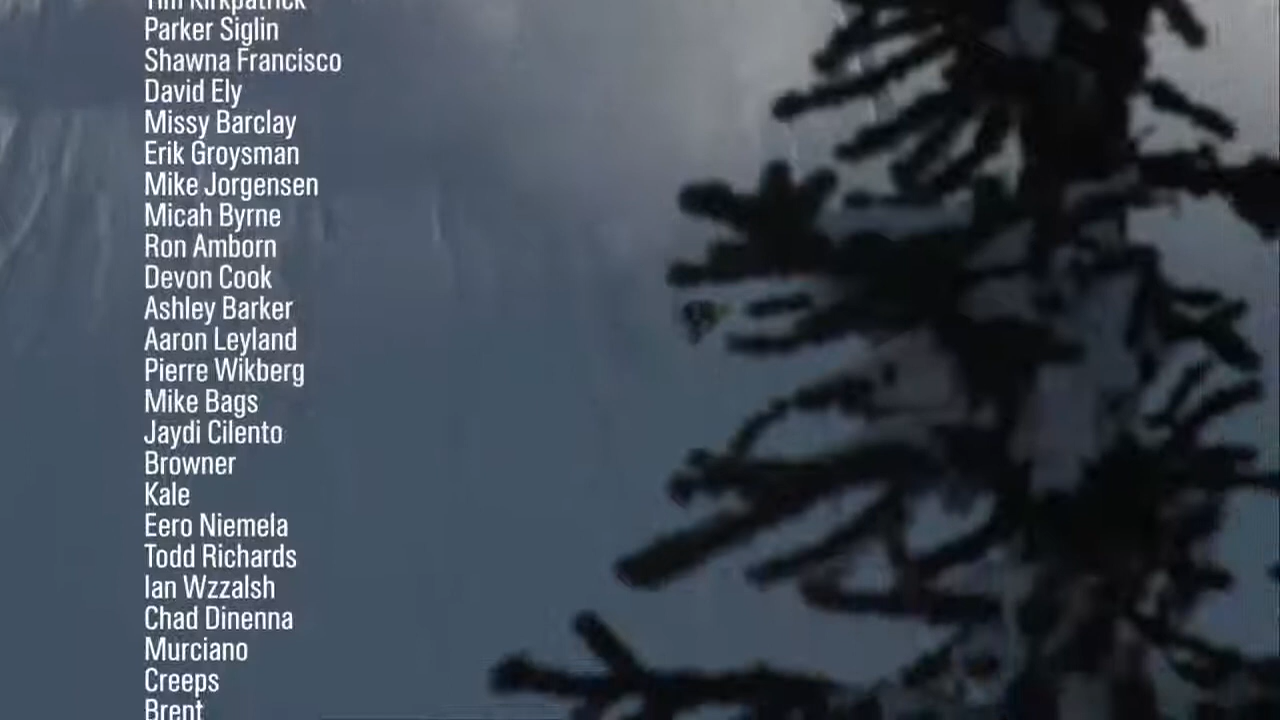 Tim Kirkpatrick
Parker Siglin
Shawna Francisco
David Ely
Missy Barclay
Erik Groysman
Mike Jorgensen
Micah Byrne
Ron Amborn
Devon Cook
Ashley Barker
Aaron Leyland
Pierre Wikberg
Mike Bags
Jaydi Cilento
Browner
Kale
Eero Niemela
Todd Richards
Ian Wzzalsh
Chad Dinenna
Murciano
Creeps
Brent